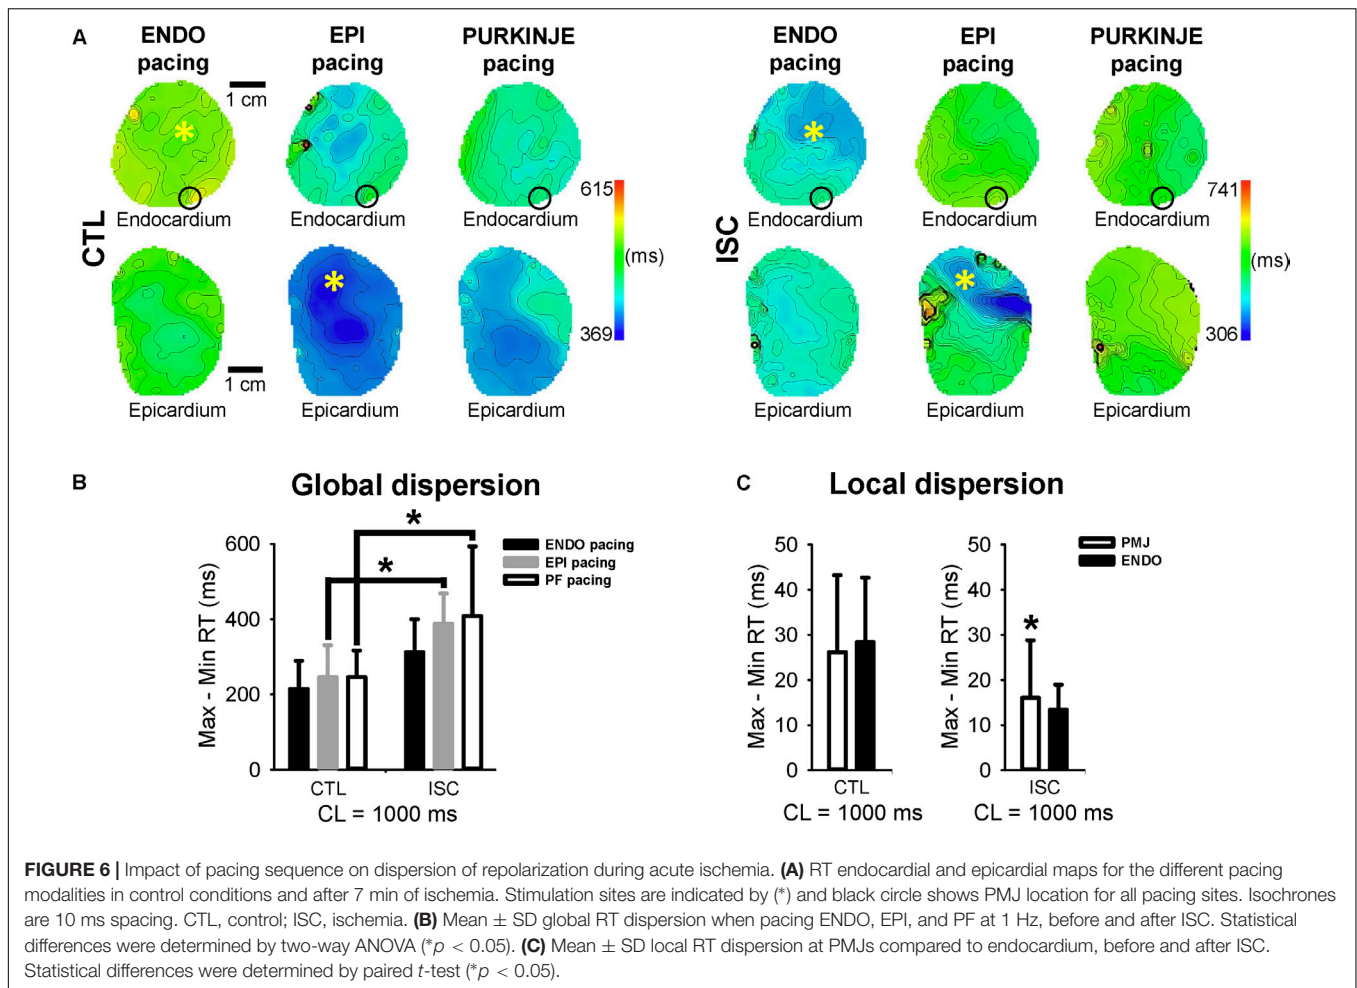 A
ENDO pacing
EPI pacing
PURKINJE pacing
ENDO pacing
EPI pacing
PURKINJE pacing
1 cm
CTL
Endocardium
Endocardium
Endocardium
615
(ms)
369
ISC
Endocardium
Endocardium
Endocardium
741
(ms)
306
1 cm
Epicardium
Epicardium
Epicardium
Epicardium
Epicardium
Epicardium
B
Global dispersion
Max - Min RT (ms)
600
400
200
0
*
*
ENDO pacing
EPI pacing
PF pacing
CTL
ISC
CL = 1000 ms
C
Local dispersion
Max - Min RT (ms)
50
40
30
20
10
0
CTL
CL = 1000 ms
Max - Min RT (ms)
50
40
30
20
10
0
*
PMJ
ENDO
ISC
CL = 1000 ms
FIGURE 6 | Impact of pacing sequence on dispersion of repolarization during acute ischemia. (A) RT endocardial and epicardial maps for the different pacing
modalities in control conditions and after 7 min of ischemia. Stimulation sites are indicated by (*) and black circle shows PMJ location for all pacing sites. Isochrones
are 10 ms spacing. CTL, control; ISC, ischemia. (B) Mean ± SD global RT dispersion when pacing ENDO, EPI, and PF at 1 Hz, before and after ISC. Statistical
differences were determined by two-way ANOVA (*p < 0.05). (C) Mean ± SD local RT dispersion at PMJs compared to endocardium, before and after ISC.
Statistical differences were determined by paired t-test (*p < 0.05).